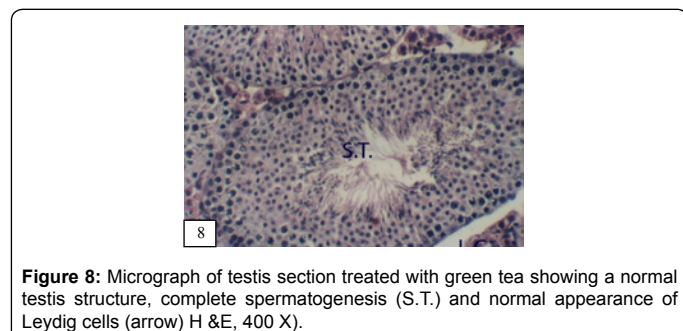 S.T.
8
Figure 8: Micrograph of testis section treated with green tea showing a normal
testis structure, complete spermatogenesis (S.T.) and normal appearance of
Leydig cells (arrow) H &E, 400 X).